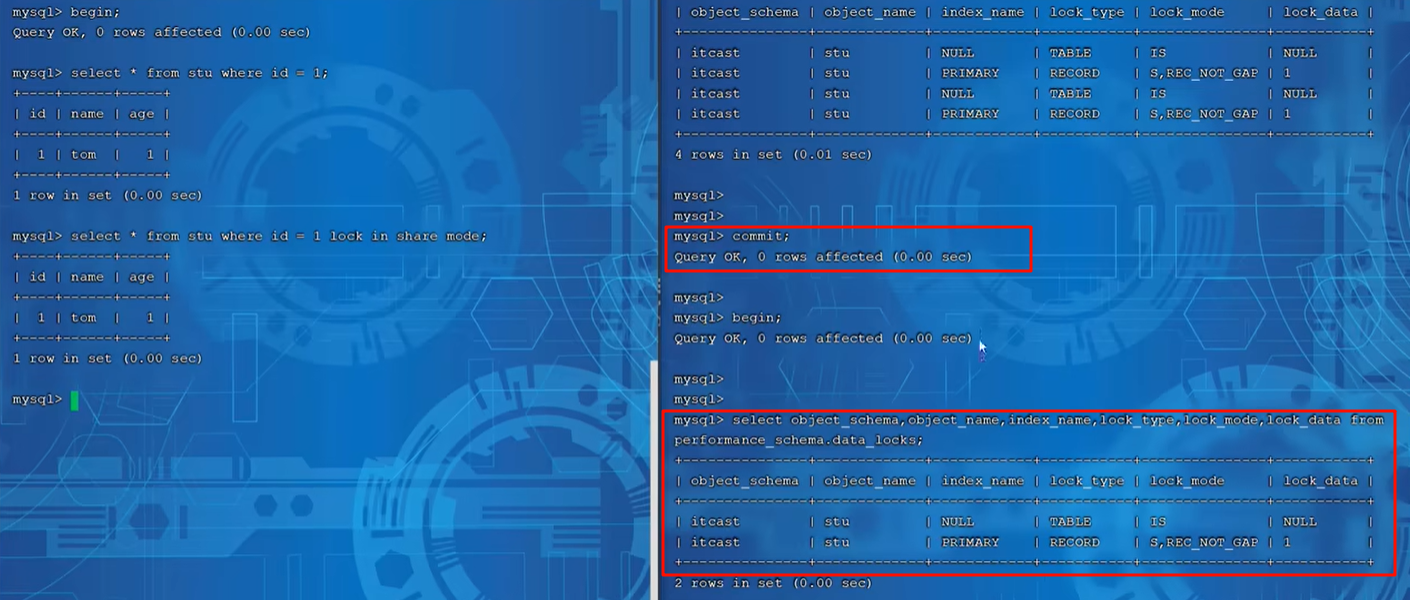 mysql> begin;
Query OK, 0 rows affected (0.00 sec)
mysql> select * from stu where id = 1;
+----+------+-----+
| id | name | age |
+----+------+-----+
|  1 | tom  |   1 |
+----+------+-----+
1 row in set (0.00 sec)
mysql> select * from stu where id = 1 lock in share mode;
+----+------+-----+
| id | name | age |
+----+------+-----+
|  1 | tom  |   1 |
+----+------+-----+
1 row in set (0.00 sec)
mysql>
| object_schema | object_name | index_name | lock_type | lock_mode     | lock_data |
+---------------+-------------+------------+-----------+---------------+-----------+
| itcast        | stu         | NULL       | TABLE     | IS            | NULL      |
| itcast        | stu         | PRIMARY    | RECORD    | S,REC_NOT_GAP | 1         |
| itcast        | stu         | NULL       | TABLE     | IS            | NULL      |
| itcast        | stu         | PRIMARY    | RECORD    | S,REC_NOT_GAP | 1         |
+---------------+-------------+------------+-----------+---------------+-----------+
4 rows in set (0.01 sec)
mysql>
mysql>
mysql> commit;
Query OK, 0 rows affected (0.00 sec)
mysql>
mysql> begin;
Query OK, 0 rows affected (0.00 sec)
mysql>
mysql>
mysql> select object_schema,object_name,index_name,lock_type,lock_mode,lock_data from
performance_schema.data_locks;
+---------------+-------------+------------+-----------+---------------+-----------+
| object_schema | object_name | index_name | lock_type | lock_mode     | lock_data |
+---------------+-------------+------------+-----------+---------------+-----------+
| itcast        | stu         | NULL       | TABLE     | IS            | NULL      |
| itcast        | stu         | PRIMARY    | RECORD    | S,REC_NOT_GAP | 1         |
+---------------+-------------+------------+-----------+---------------+-----------+
2 rows in set (0.00 sec)